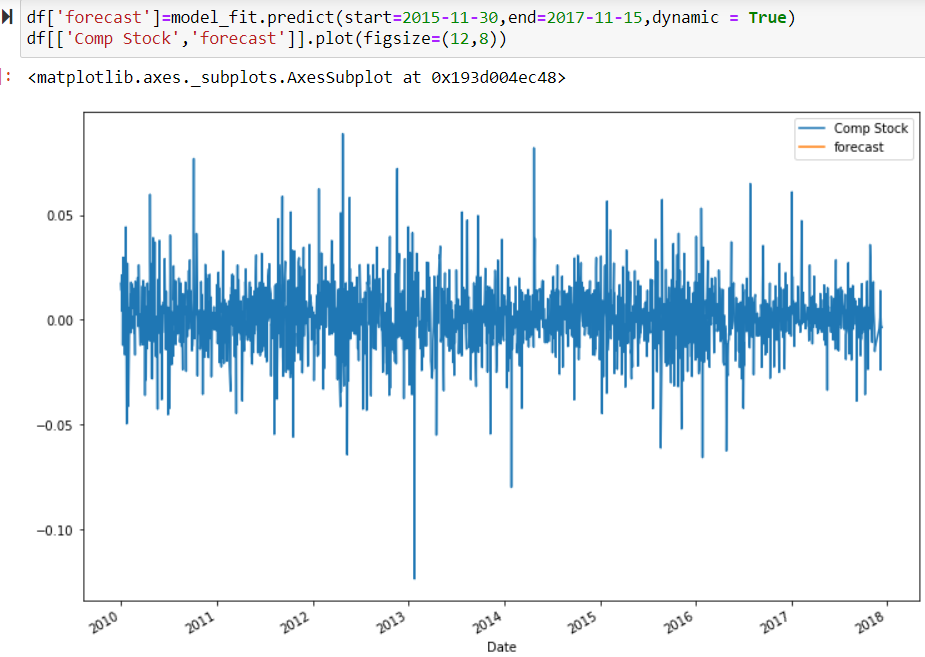 df['forecast']=model_fit.predict(start=2015-11-30,end=2017-11-15,dynamic = True)
df[['Comp Stock','forecast']].plot(figsize=(12,8))
: <matplotlib.axes._subplots.AxesSubplot at 0x193d004ec48>
Comp Stock
forecast
0.05
0.00
−0.05
−0.10
2010
2011
2012
2013
2014
2015
2016
2017
2018
Date